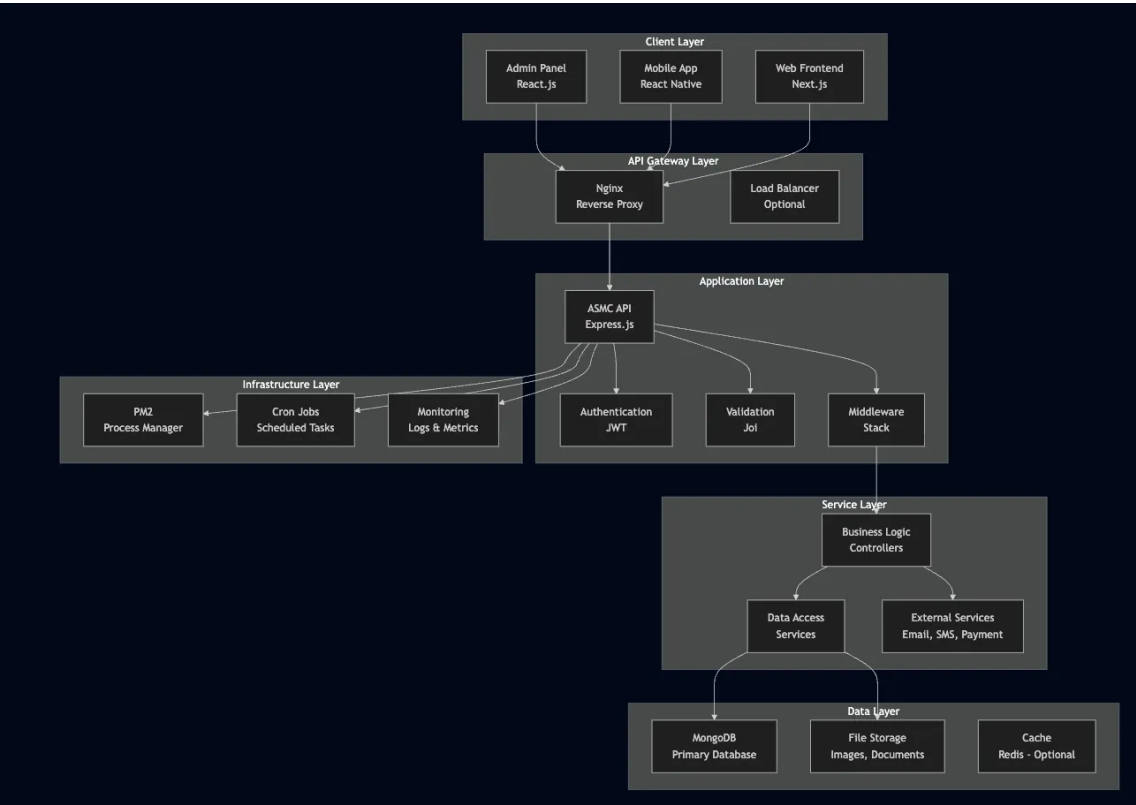 Client Layer
Admin Panel
React.js
Mobile App
React Native
Web Frontend
Next.js
API Gateway Layer
Nginx
Reverse Proxy
Load Balancer
Optional
Application Layer
ASMC API
Express.js
Infrastructure Layer
PM2
Process Manager
Cron Jobs
Scheduled Tasks
Monitoring
Logs & Metrics
Authentication
JWT
Validation
Joi
Middleware
Stack
Service Layer
Business Logic
Controllers
Data Access
Services
External Services
Email, SMS, Payment
Data Layer
MongoDB
Primary Database
File Storage
Images, Documents
Cache
Redis - Optional